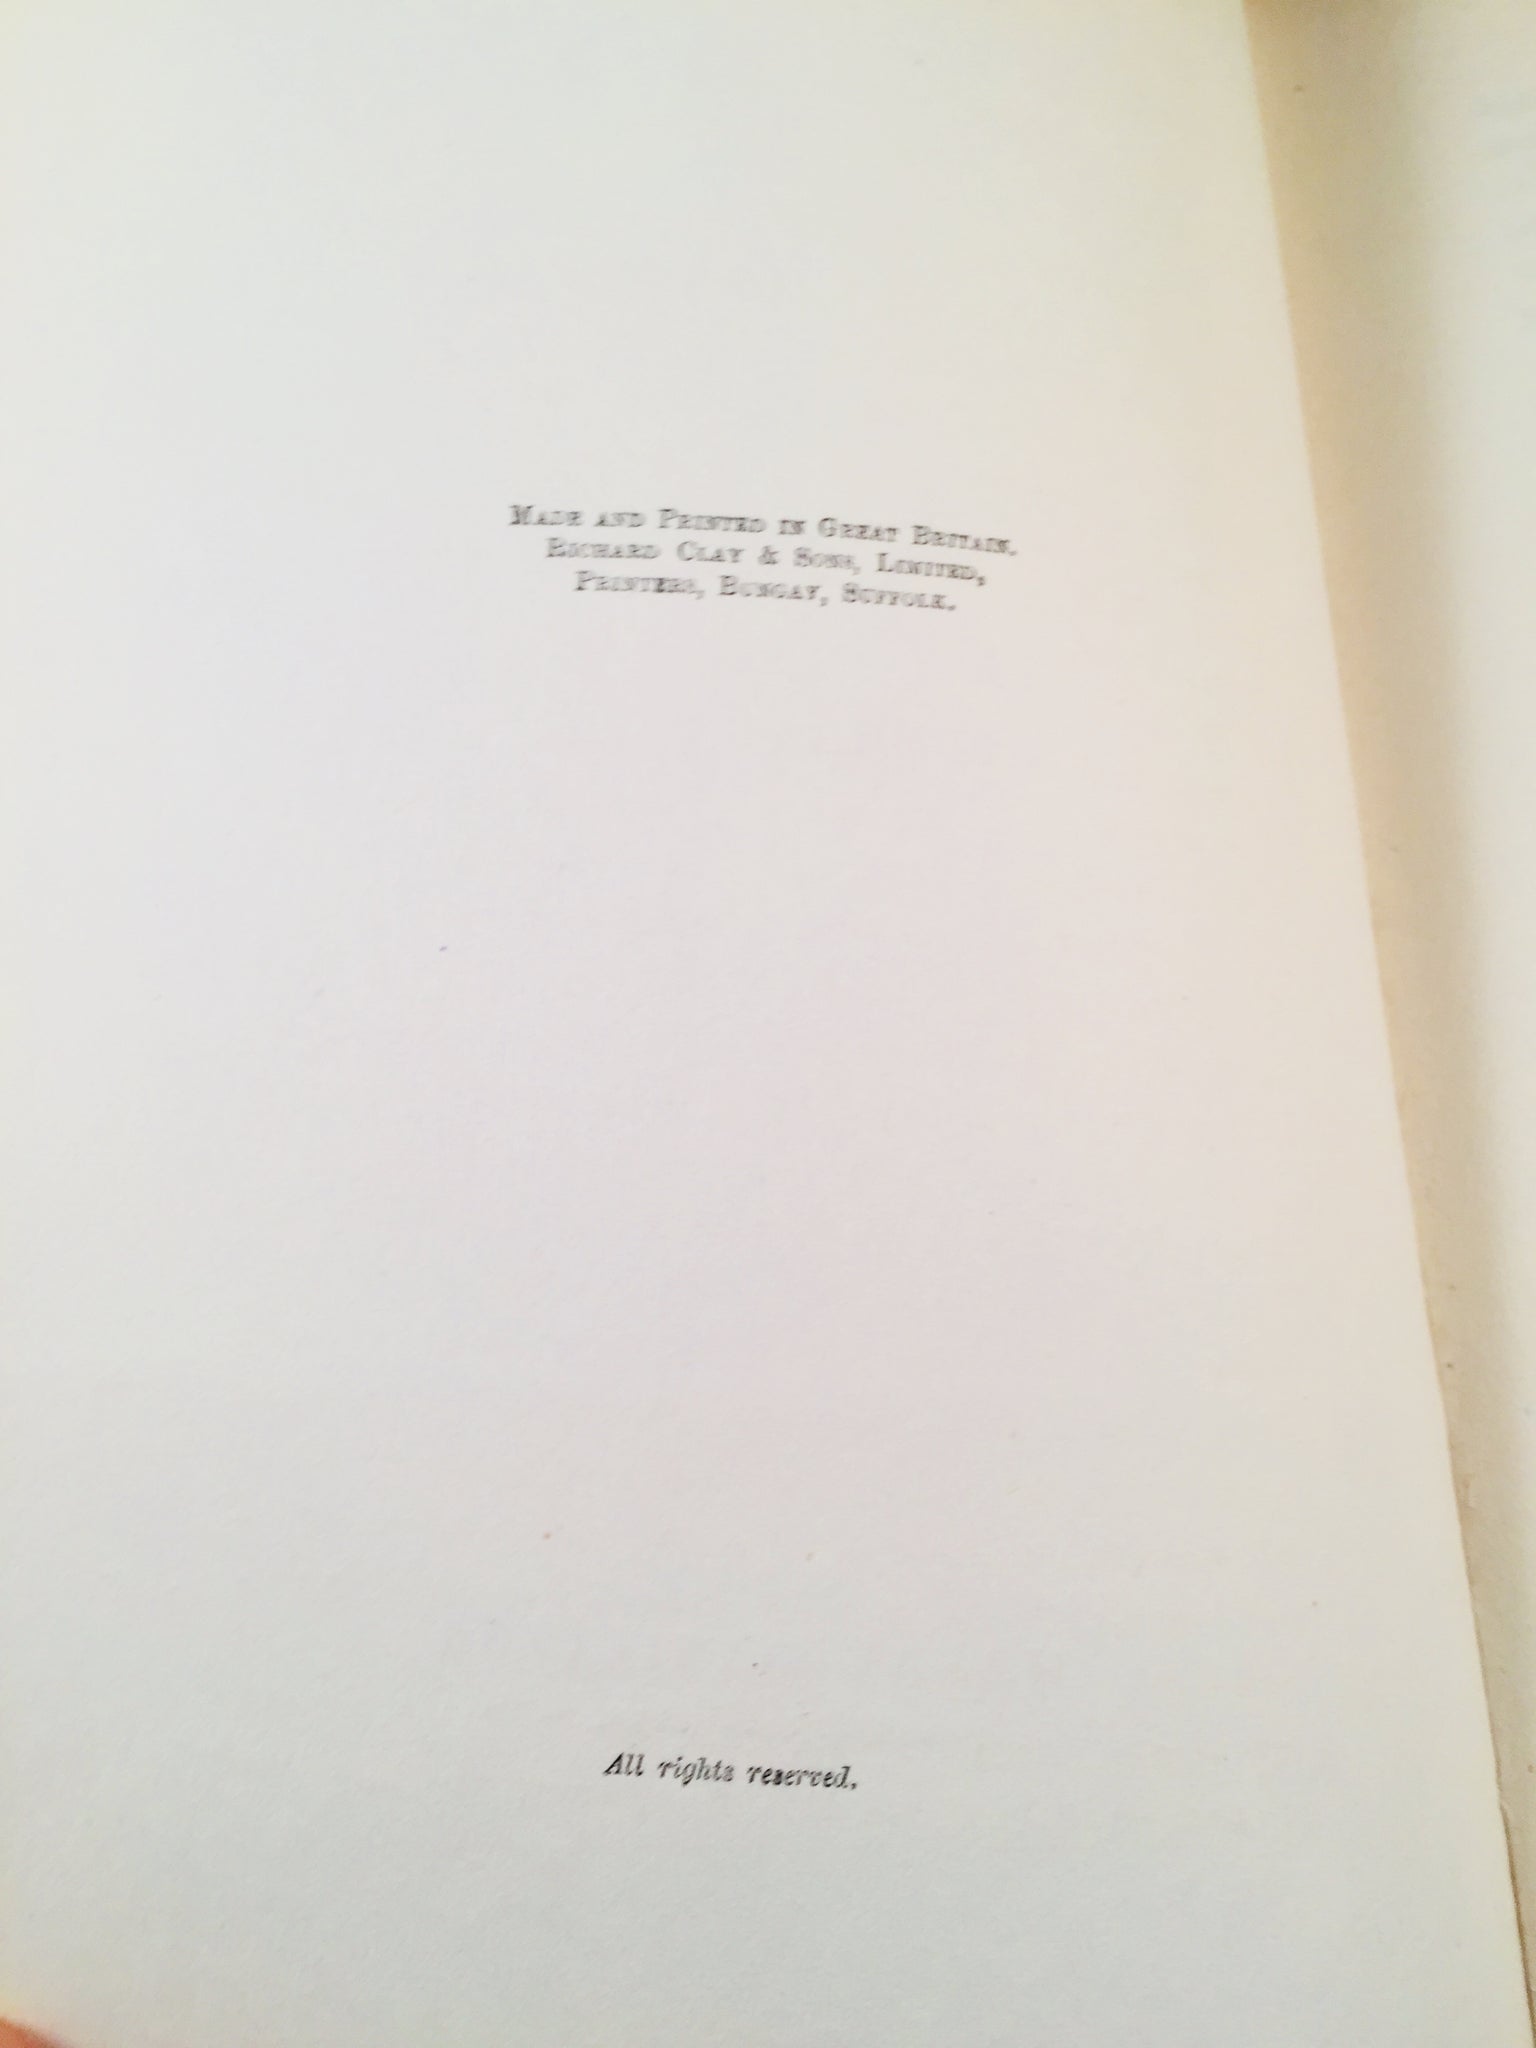 MADE AND PRINTED IN GREAT BRITAIN.
RICHARD CLAY & SONS, LIMITED,
PRINTERS, BUNGAY, SUFFOLK.
All rights reserved.